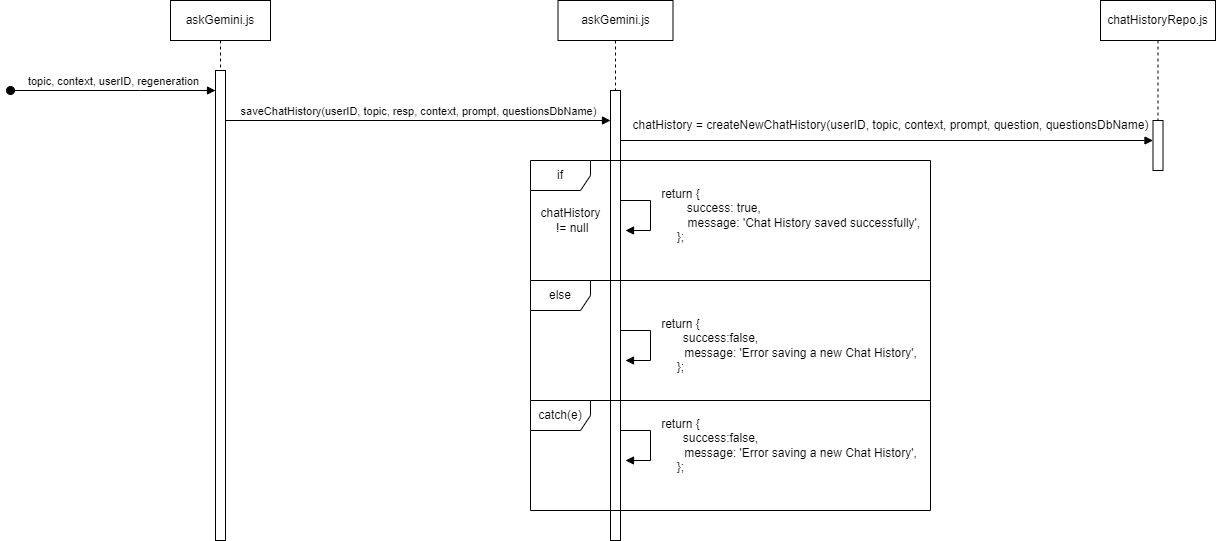 askGemini.js
askGemini.js
chatHistoryRepo.js
topic, context, userID, regeneration
saveChatHistory(userID, topic, resp, context, prompt, questionsDbName)
chatHistory = createNewChatHistory(userID, topic, context, prompt, question, questionsDbName)
if
chatHistory
!= null
return {
success: true,
message: 'Chat History saved successfully',
};
else
return {
success:false,
message: 'Error saving a new Chat History',
};
catch(e)
return {
success:false,
message: 'Error saving a new Chat History',
};